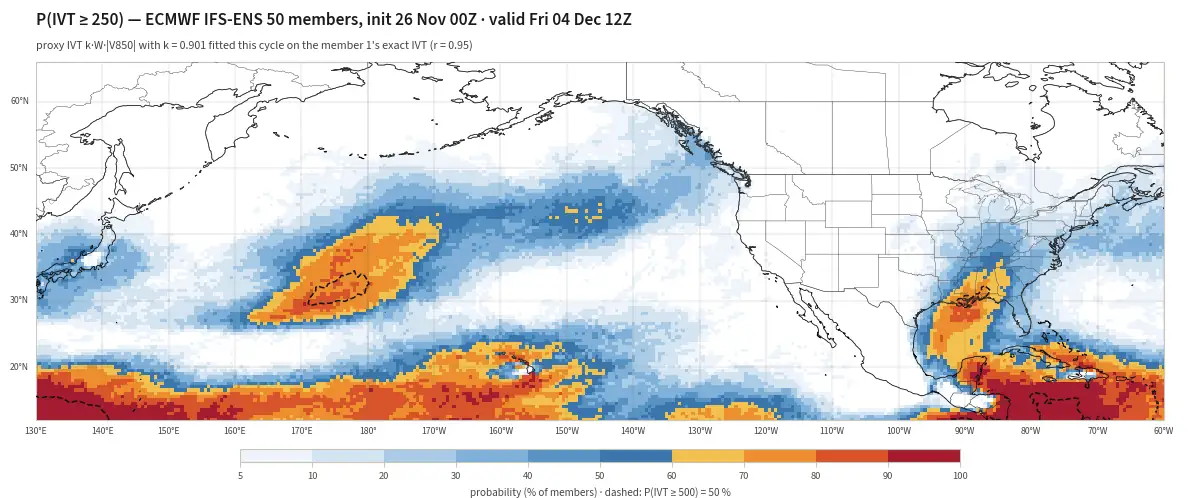 P(IVT ≥ 250) — ECMWF IFS-ENS 50 members, init 26 Nov 00Z · valid Fri 04 Dec 12Z
proxy IVT k·W·|V850| with k = 0.901 fitted this cycle on the member 1's exact IVT (r = 0.95)
60°N
50°N
40°N
30°N
20°N
130°E 140°E 150°E 160°E 170°E 180° 170°W 160°W 150°W 140°W 130°W 120°W 110°W 100°W 90°W 80°W 70°W 60°W
5 10 20 30 40 50 60 70 80 90 100
probability (% of members) · dashed: P(IVT ≥ 500) = 50 %